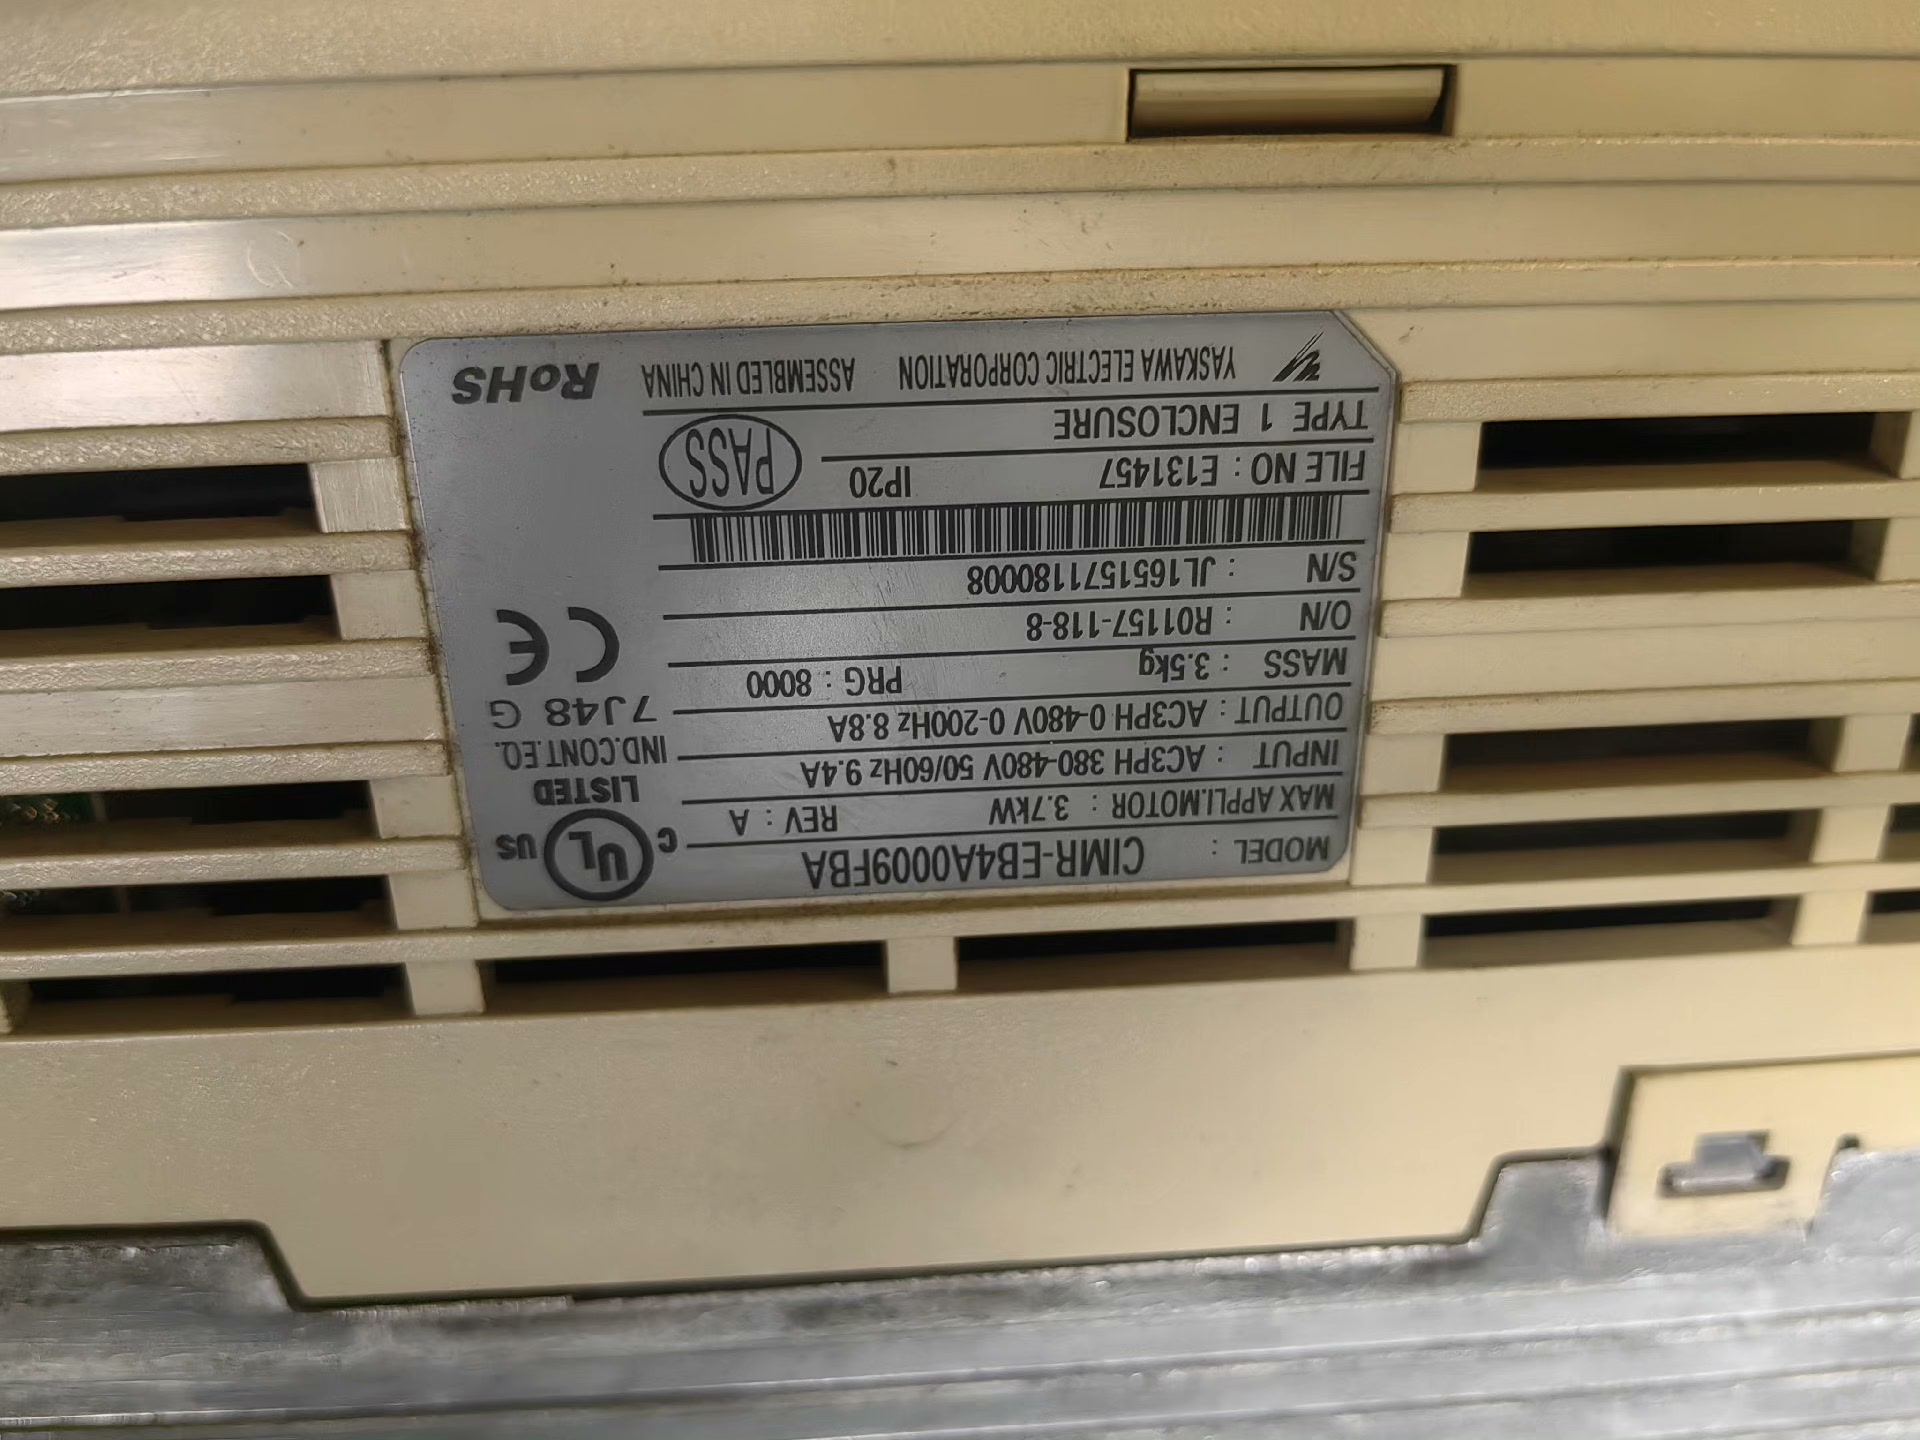 MODEL : CIMR-EB4A0009FBA
MAX APPLI.MOTOR : 3.7kW REV : A
INPUT : AC3PH 380-480V 50/60Hz 9.4A
OUTPUT : AC3PH 0-480V 0-200Hz 8.8A
MASS : 3.5kg PRG : 8000
O/N : R01157-118-8
S/N : JL1651571180008
FILE NO : E131457 IP20
TYPE 1 ENCLOSURE
PASS
YASKAWA ELECTRIC CORPORATION ASSEMBLED IN CHINA
C UL US
LISTED
IND.CONT.EQ.
7J48 G
CE
RoHS